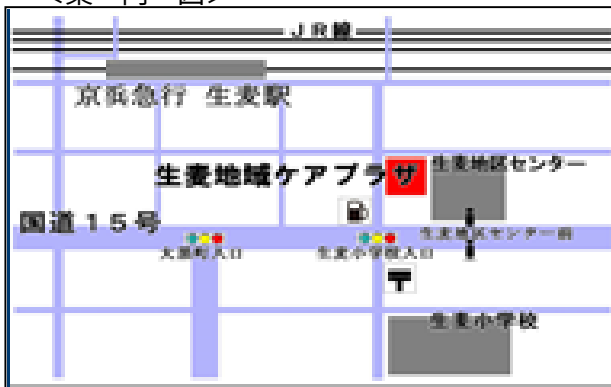 <案 内 図>
JR線
京浜急行 生麦駅
生麦地域ケアプラザ
生麦地区センター
国道15号
大黒町入口
生麦小学校入口
生麦地区センター前
〒
生麦小学校